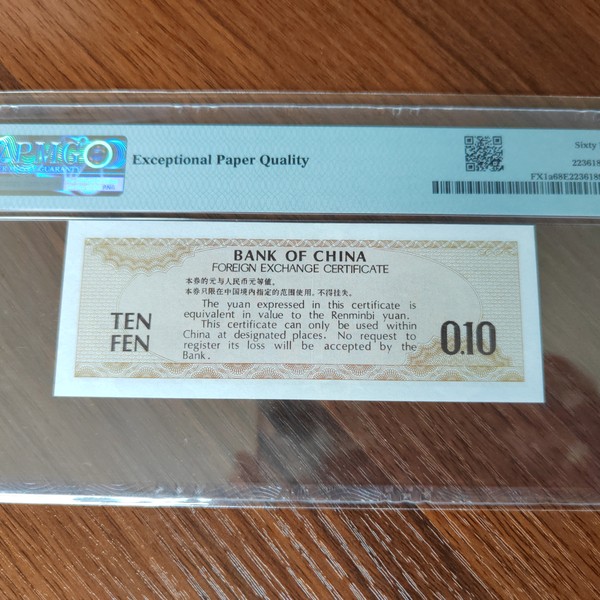 PMG
GUARANTY
Exceptional Paper Quality
Sixty
223618
FX1a68E223618
BANK OF CHINA
FOREIGN EXCHANGE CERTIFICATE
本券的元与人民币元等值。
本券只限在中国境内指定的范围使用,不得挂失。
The yuan expressed in this certificate is
equivalent in value to the Renminbi yuan.
This certificate can only be used within
China at designated places. No request to
register its loss will be accepted by the
Bank.
TEN
FEN
0.10